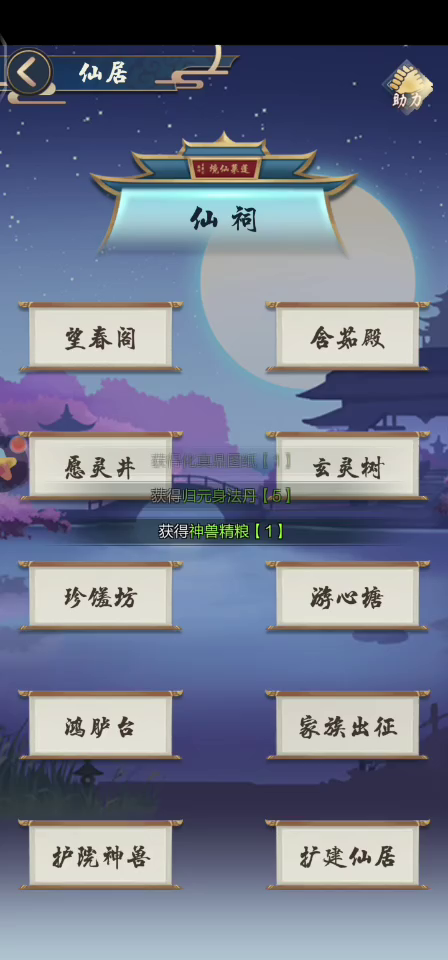 仙居
助力
仙祠
望春阁
含茹殿
愿灵井
玄灵树
获得归元身法丹【5】
获得神兽精粮【1】
珍馐坊
游心塘
鸿胪台
家族出征
护院神兽
扩建仙居